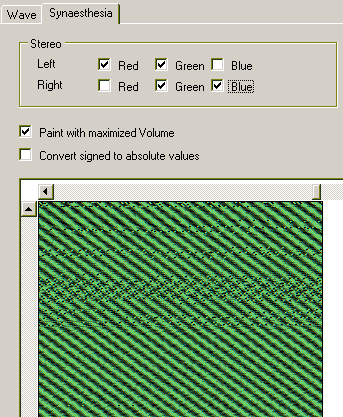 Wave Synaesthesia
Stereo
Left Red Green Blue
Right Red Green Blue
Paint with maximized Volume
Convert signed to absolute values